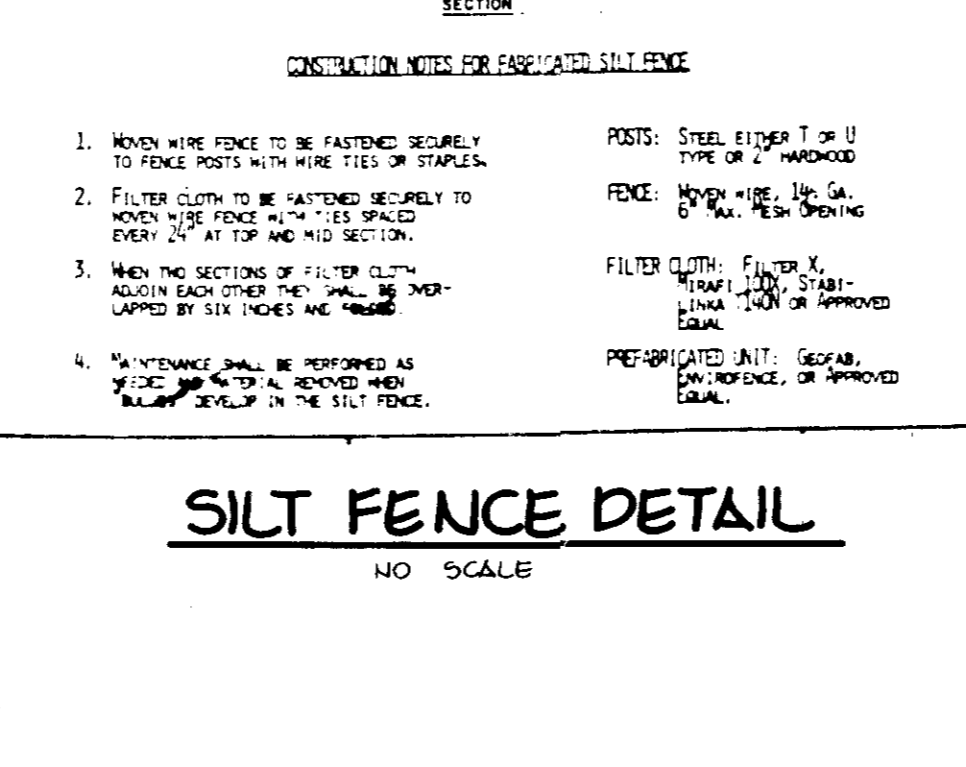 SECTION
CONSTRUCTION NOTES FOR FABRICATED SILT FENCE
1. WOVEN WIRE FENCE TO BE FASTENED SECURELY
TO FENCE POSTS WITH WIRE TIES OR STAPLES.
2. FILTER CLOTH TO BE FASTENED SECURELY TO
WOVEN WIRE FENCE WITH TIES SPACED
EVERY 24" AT TOP AND MID SECTION.
3. WHEN TWO SECTIONS OF FILTER CLOTH
ADJOIN EACH OTHER THEY SHALL BE OVER-
LAPPED BY SIX INCHES AND FOLDED.
4. MAINTENANCE SHALL BE PERFORMED AS
NEEDED AND MATERIAL REMOVED WHEN
"BULGES" DEVELOP IN THE SILT FENCE.
POSTS: STEEL EITHER T OR U
TYPE OR 2" HARDWOOD
FENCE: WOVEN WIRE, 14 GA.
6" MAX. MESH OPENING
FILTER CLOTH: FILTER X,
MIRAFI 100X, STABI-
LINKA T140N OR APPROVED
EQUAL
PREFABRICATED UNIT: GEOFAB,
ENVIROFENCE, OR APPROVED
EQUAL.
SILT FENCE DETAIL
NO SCALE